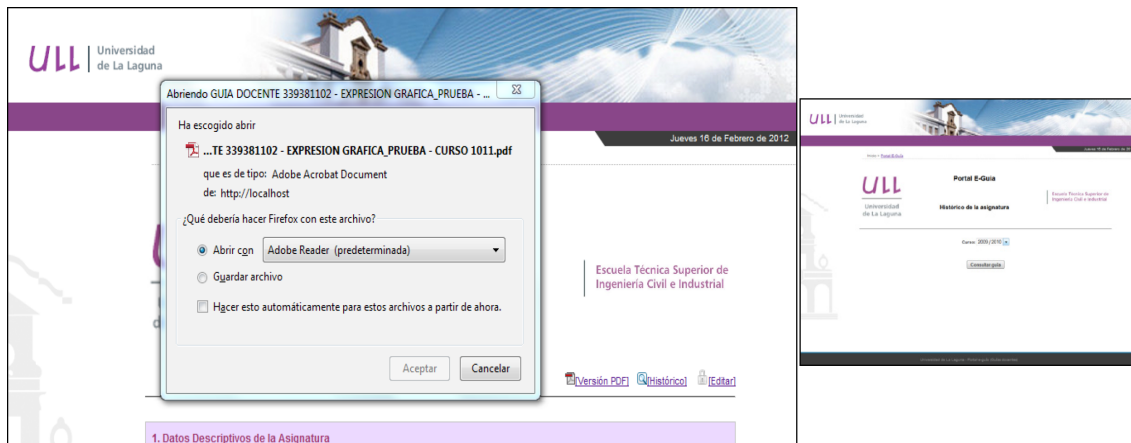 ULL
Universidad
de La Laguna
Abriendo GUIA DOCENTE 339381102 - EXPRESION GRAFICA_PRUEBA - ...
Ha escogido abrir
...TE 339381102 - EXPRESION GRAFICA_PRUEBA - CURSO 1011.pdf
que es de tipo: Adobe Acrobat Document
de: http://localhost
¿Qué debería hacer Firefox con este archivo?
Abrir con Adobe Reader (predeterminada)
Guardar archivo
Hacer esto automáticamente para estos archivos a partir de ahora.
Aceptar Cancelar
Jueves 16 de Febrero de 2012
Escuela Técnica Superior de
Ingeniería Civil e Industrial
[Versión PDF] [Histórico] [Editar]
1. Datos Descriptivos de la Asignatura
ULL
Universidad
de La Laguna
Portal E-Guia
ULL
Universidad
de La Laguna
Portal E-Guia
Histórico de la asignatura
Escuela Técnica Superior de
Ingeniería Civil e Industrial
Curso: 2009/2010
Consultar guía